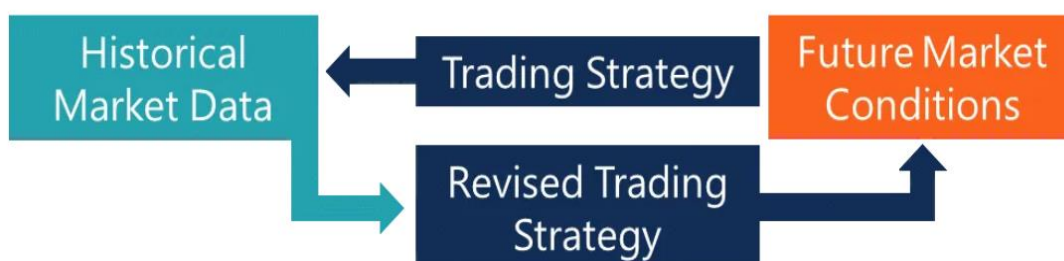 Historical
Market Data
Trading Strategy
Future Market
Conditions
Revised Trading
Strategy